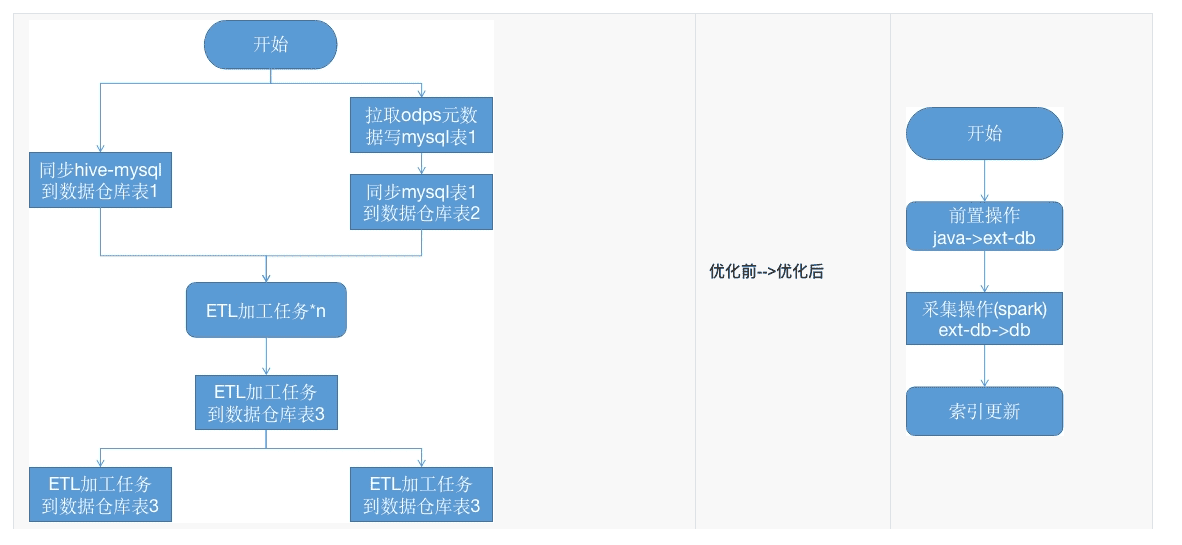 开始
拉取odps元数
据写mysql表1
同步hive-mysql
到数据仓库表1
同步mysql表1
到数据仓库表2
ETL加工任务*n
ETL加工任务
到数据仓库表3
ETL加工任务
到数据仓库表3
ETL加工任务
到数据仓库表3
优化前-->优化后
开始
前置操作
java->ext-db
采集操作(spark)
ext-db->db
索引更新